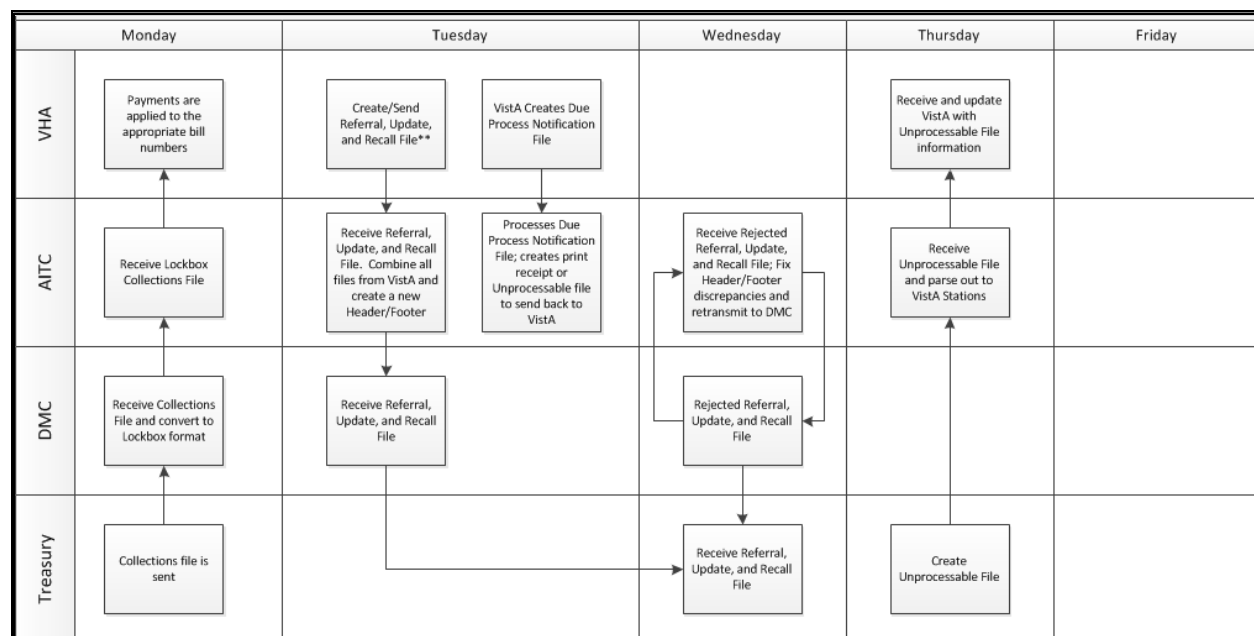 Monday
Tuesday
Wednesday
Thursday
Friday
VHA
Payments are
applied to the
appropriate bill
numbers
Create/Send
Referral, Update,
and Recall File**
VistA Creates Due
Process Notification
File
Receive and update
VistA with
Unprocessable File
information
AITC
Receive Lockbox
Collections File
Receive Referral,
Update, and Recall
File.  Combine all
files from VistA and
create a new
Header/Footer
Processes Due
Process Notification
File; creates print
receipt or
Unprocessable file
to send back to
VistA
Receive Rejected
Referral, Update,
and Recall File; Fix
Header/Footer
discrepancies and
retransmit to DMC
Receive
Unprocessable File
and parse out to
VistA Stations
DMC
Receive Collections
File and convert to
Lockbox format
Receive Referral,
Update, and Recall
File
Rejected Referral,
Update, and Recall
File
Treasury
Collections file is
sent
Receive Referral,
Update, and Recall
File
Create
Unprocessable File